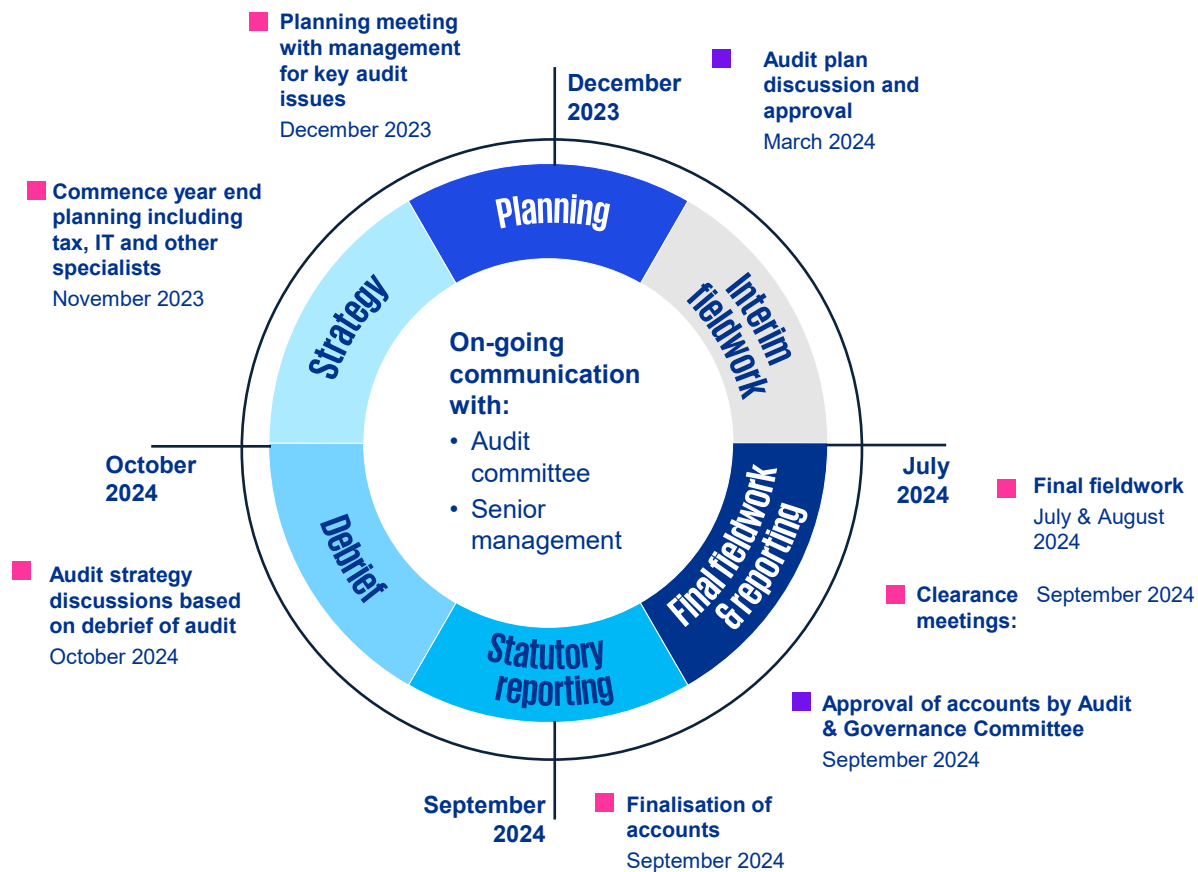 Planning meeting
with management
for key audit
issues
December 2023
December
2023
Audit plan
discussion and
approval
March 2024
Commence year end
planning including
tax, IT and other
specialists
November 2023
Planning
Strategy
Interim
fieldwork
On-going
communication
with:
• Audit
committee
• Senior
management
October
2024
July
2024
Final fieldwork
July & August
2024
Debrief
Final fieldwork
& reporting
Audit strategy
discussions based
on debrief of audit
October 2024
Clearance
meetings:
September 2024
Statutory
reporting
Approval of accounts by Audit
& Governance Committee
September 2024
September
2024
Finalisation of
accounts
September 2024